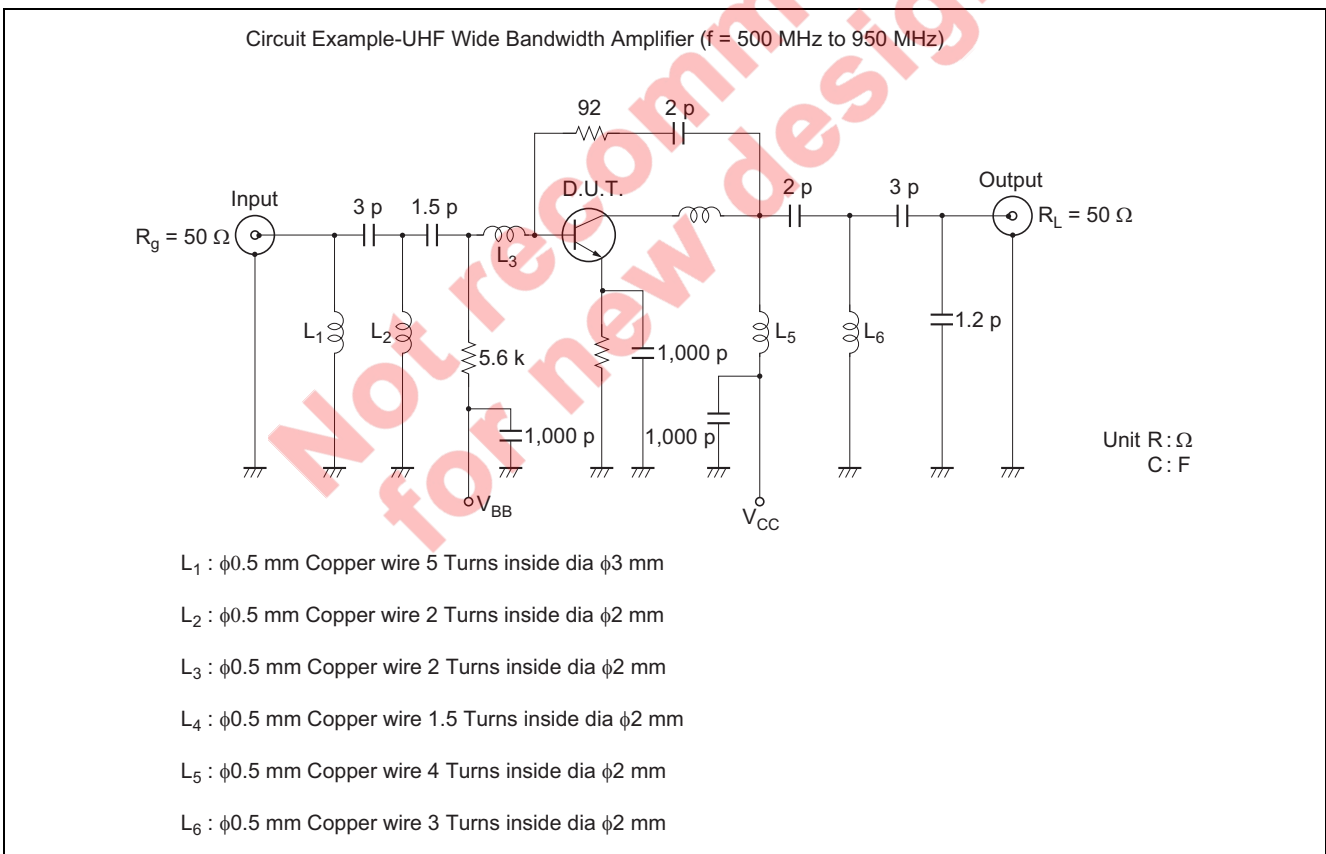 Circuit Example-UHF Wide Bandwidth Amplifier (f = 500 MHz to 950 MHz)
92
2 p
D.U.T.
Input
3 p
1.5 p
2 p
3 p
Output
R_g = 50 Ω
R_L = 50 Ω
L_3
L_1
L_2
5.6 k
1,000 p
L_5
L_6
1.2 p
1,000 p
1,000 p
Unit R : Ω
C : F
V_BB
V_CC
L_1 : ϕ0.5 mm Copper wire 5 Turns inside dia ϕ3 mm
L_2 : ϕ0.5 mm Copper wire 2 Turns inside dia ϕ2 mm
L_3 : ϕ0.5 mm Copper wire 2 Turns inside dia ϕ2 mm
L_4 : ϕ0.5 mm Copper wire 1.5 Turns inside dia ϕ2 mm
L_5 : ϕ0.5 mm Copper wire 4 Turns inside dia ϕ2 mm
L_6 : ϕ0.5 mm Copper wire 3 Turns inside dia ϕ2 mm
Not recomm
for new desig